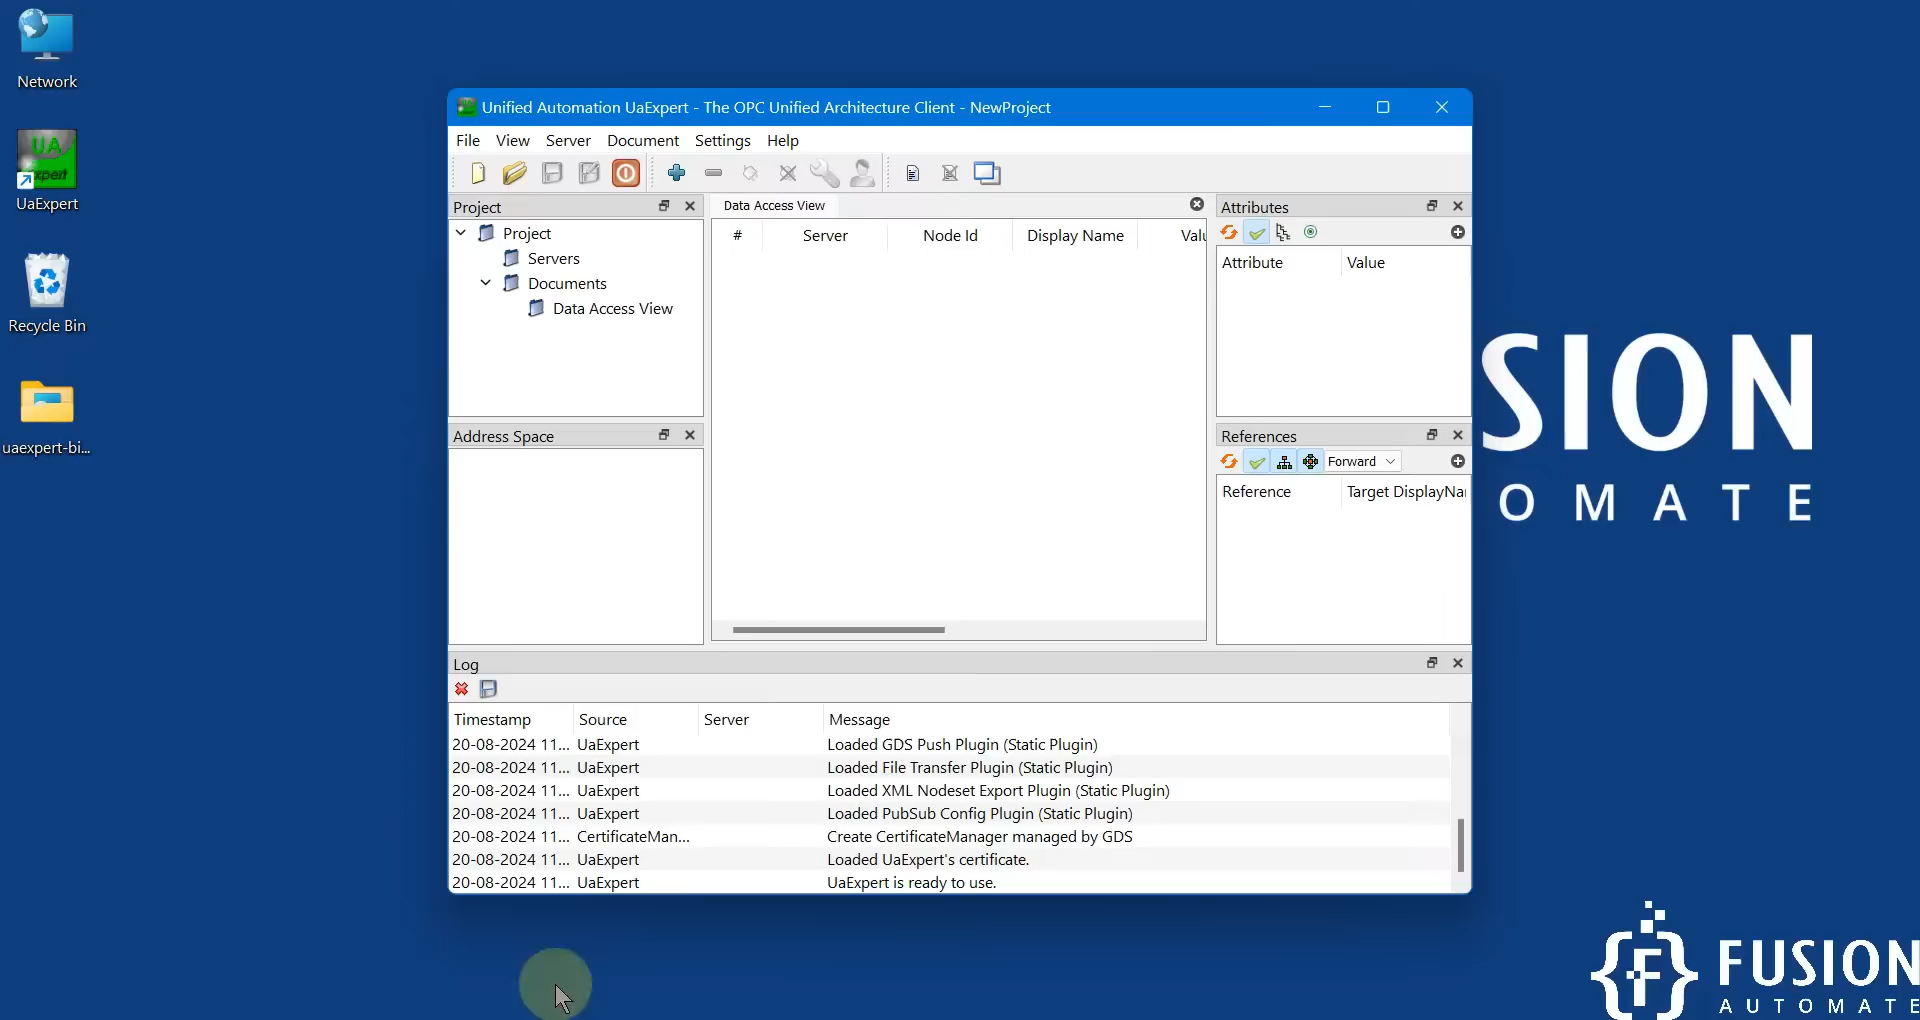 Network
UA
expert
UaExpert
Recycle Bin
uaexpert-bi...
Unified Automation UaExpert - The OPC Unified Architecture Client - NewProject
File View Server Document Settings Help
Project
Project
Servers
Documents
Data Access View
Address Space
Data Access View
# Server Node Id Display Name Valu
Attributes
Attribute Value
References
Forward
Reference Target DisplayNa
Log
Timestamp Source Server Message
20-08-2024 11... UaExpert Loaded GDS Push Plugin (Static Plugin)
20-08-2024 11... UaExpert Loaded File Transfer Plugin (Static Plugin)
20-08-2024 11... UaExpert Loaded XML Nodeset Export Plugin (Static Plugin)
20-08-2024 11... UaExpert Loaded PubSub Config Plugin (Static Plugin)
20-08-2024 11... CertificateMan... Create CertificateManager managed by GDS
20-08-2024 11... UaExpert Loaded UaExpert's certificate.
20-08-2024 11... UaExpert UaExpert is ready to use.
SION
OMATE
FUSION
AUTOMATE